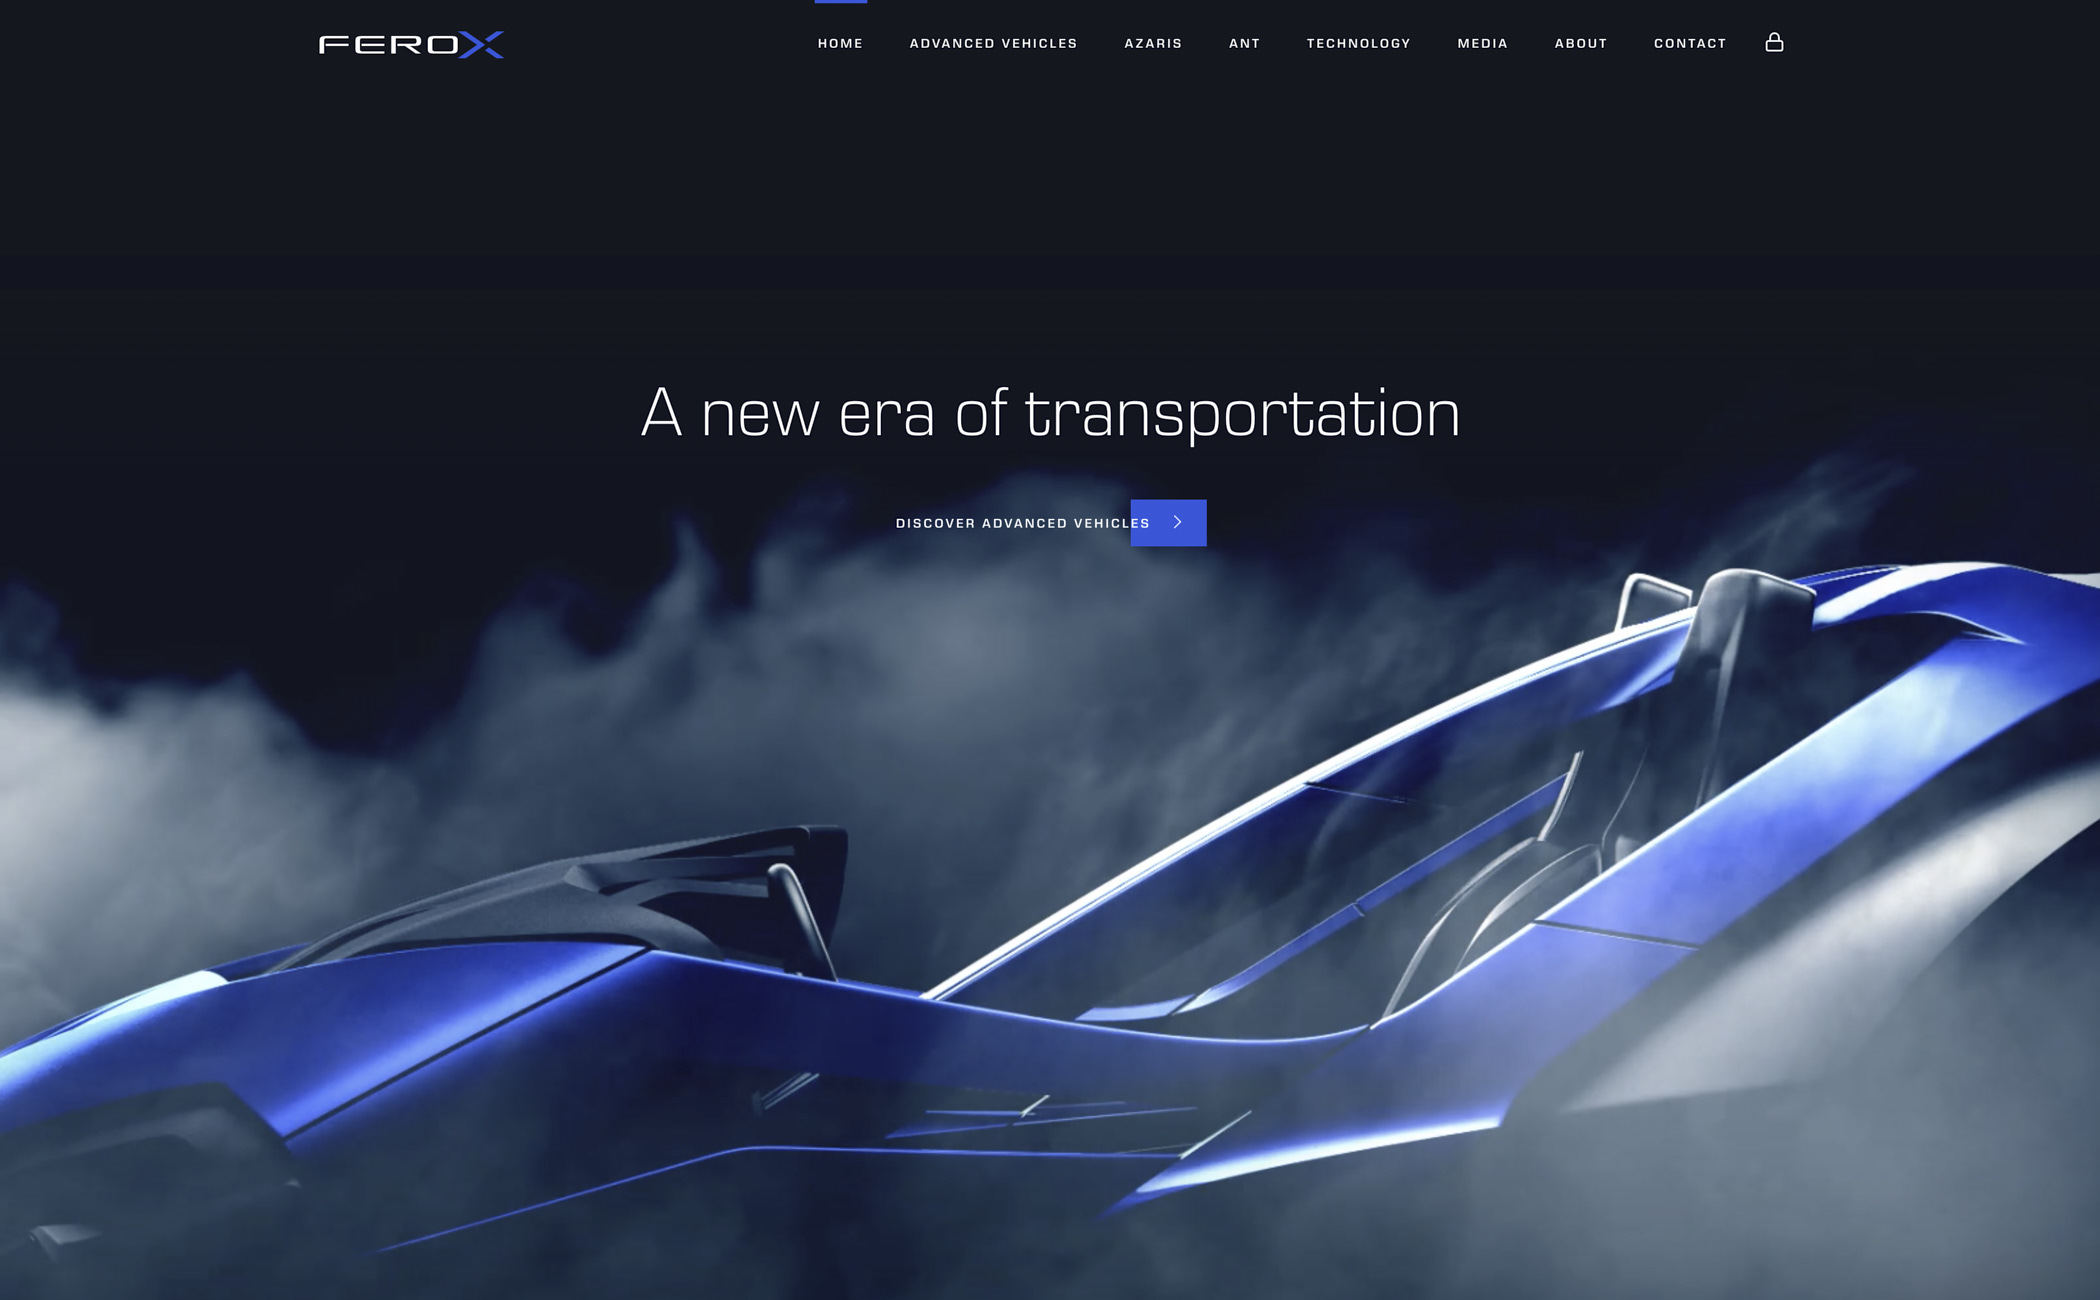 FEROX
HOME ADVANCED VEHICLES AZARIS ANT TECHNOLOGY MEDIA ABOUT CONTACT
A new era of transportation
DISCOVER ADVANCED VEHICLES